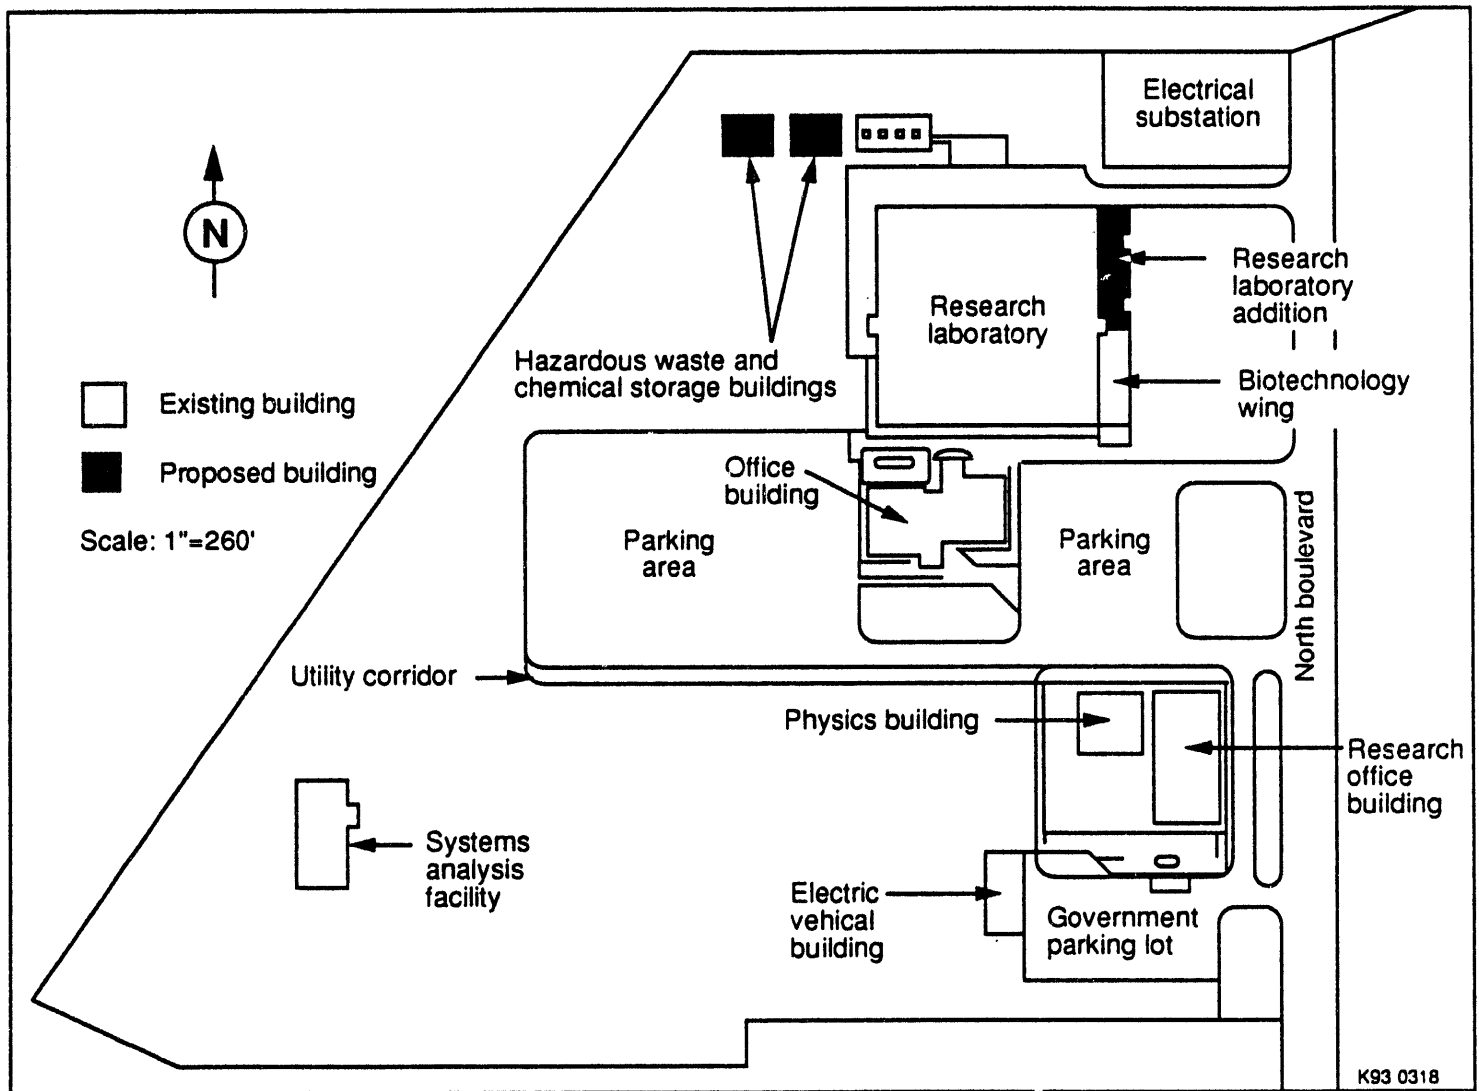 Electrical
substation
N
Research
laboratory
addition
Research
laboratory
Hazardous waste and
chemical storage buildings
Existing building
Biotechnology
wing
Proposed building
Office
building
Scale: 1"=260'
Parking
area
Parking
area
North boulevard
Utility corridor
Physics building
Research
office
building
Systems
analysis
facility
Electric
vehical
building
Government
parking lot
K93 0318